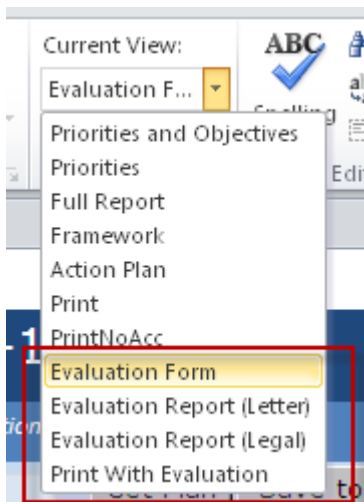 Current View:
ABC
Evaluation F...
Spelling
Priorities and Objectives
Priorities
Full Report
Framework
Action Plan
Print
PrintNoAcc
Evaluation Form
Evaluation Report (Letter)
Evaluation Report (Legal)
Print With Evaluation
to